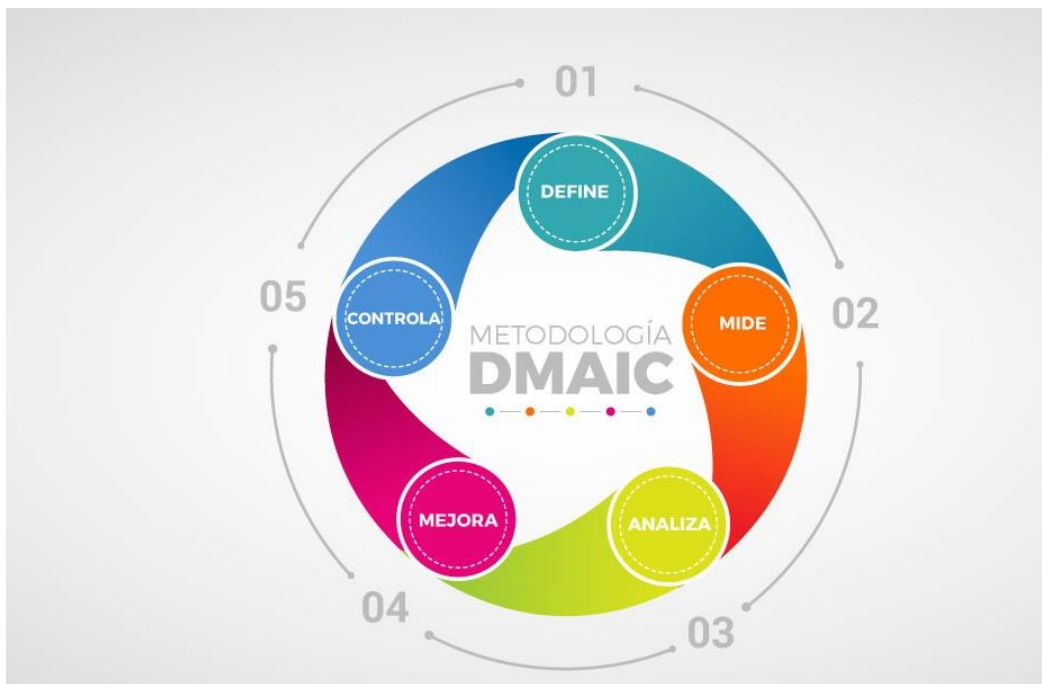 01
DEFINE
02
MIDE
03
ANALIZA
04
MEJORA
05
CONTROLA
METODOLOGÍA
DMAIC